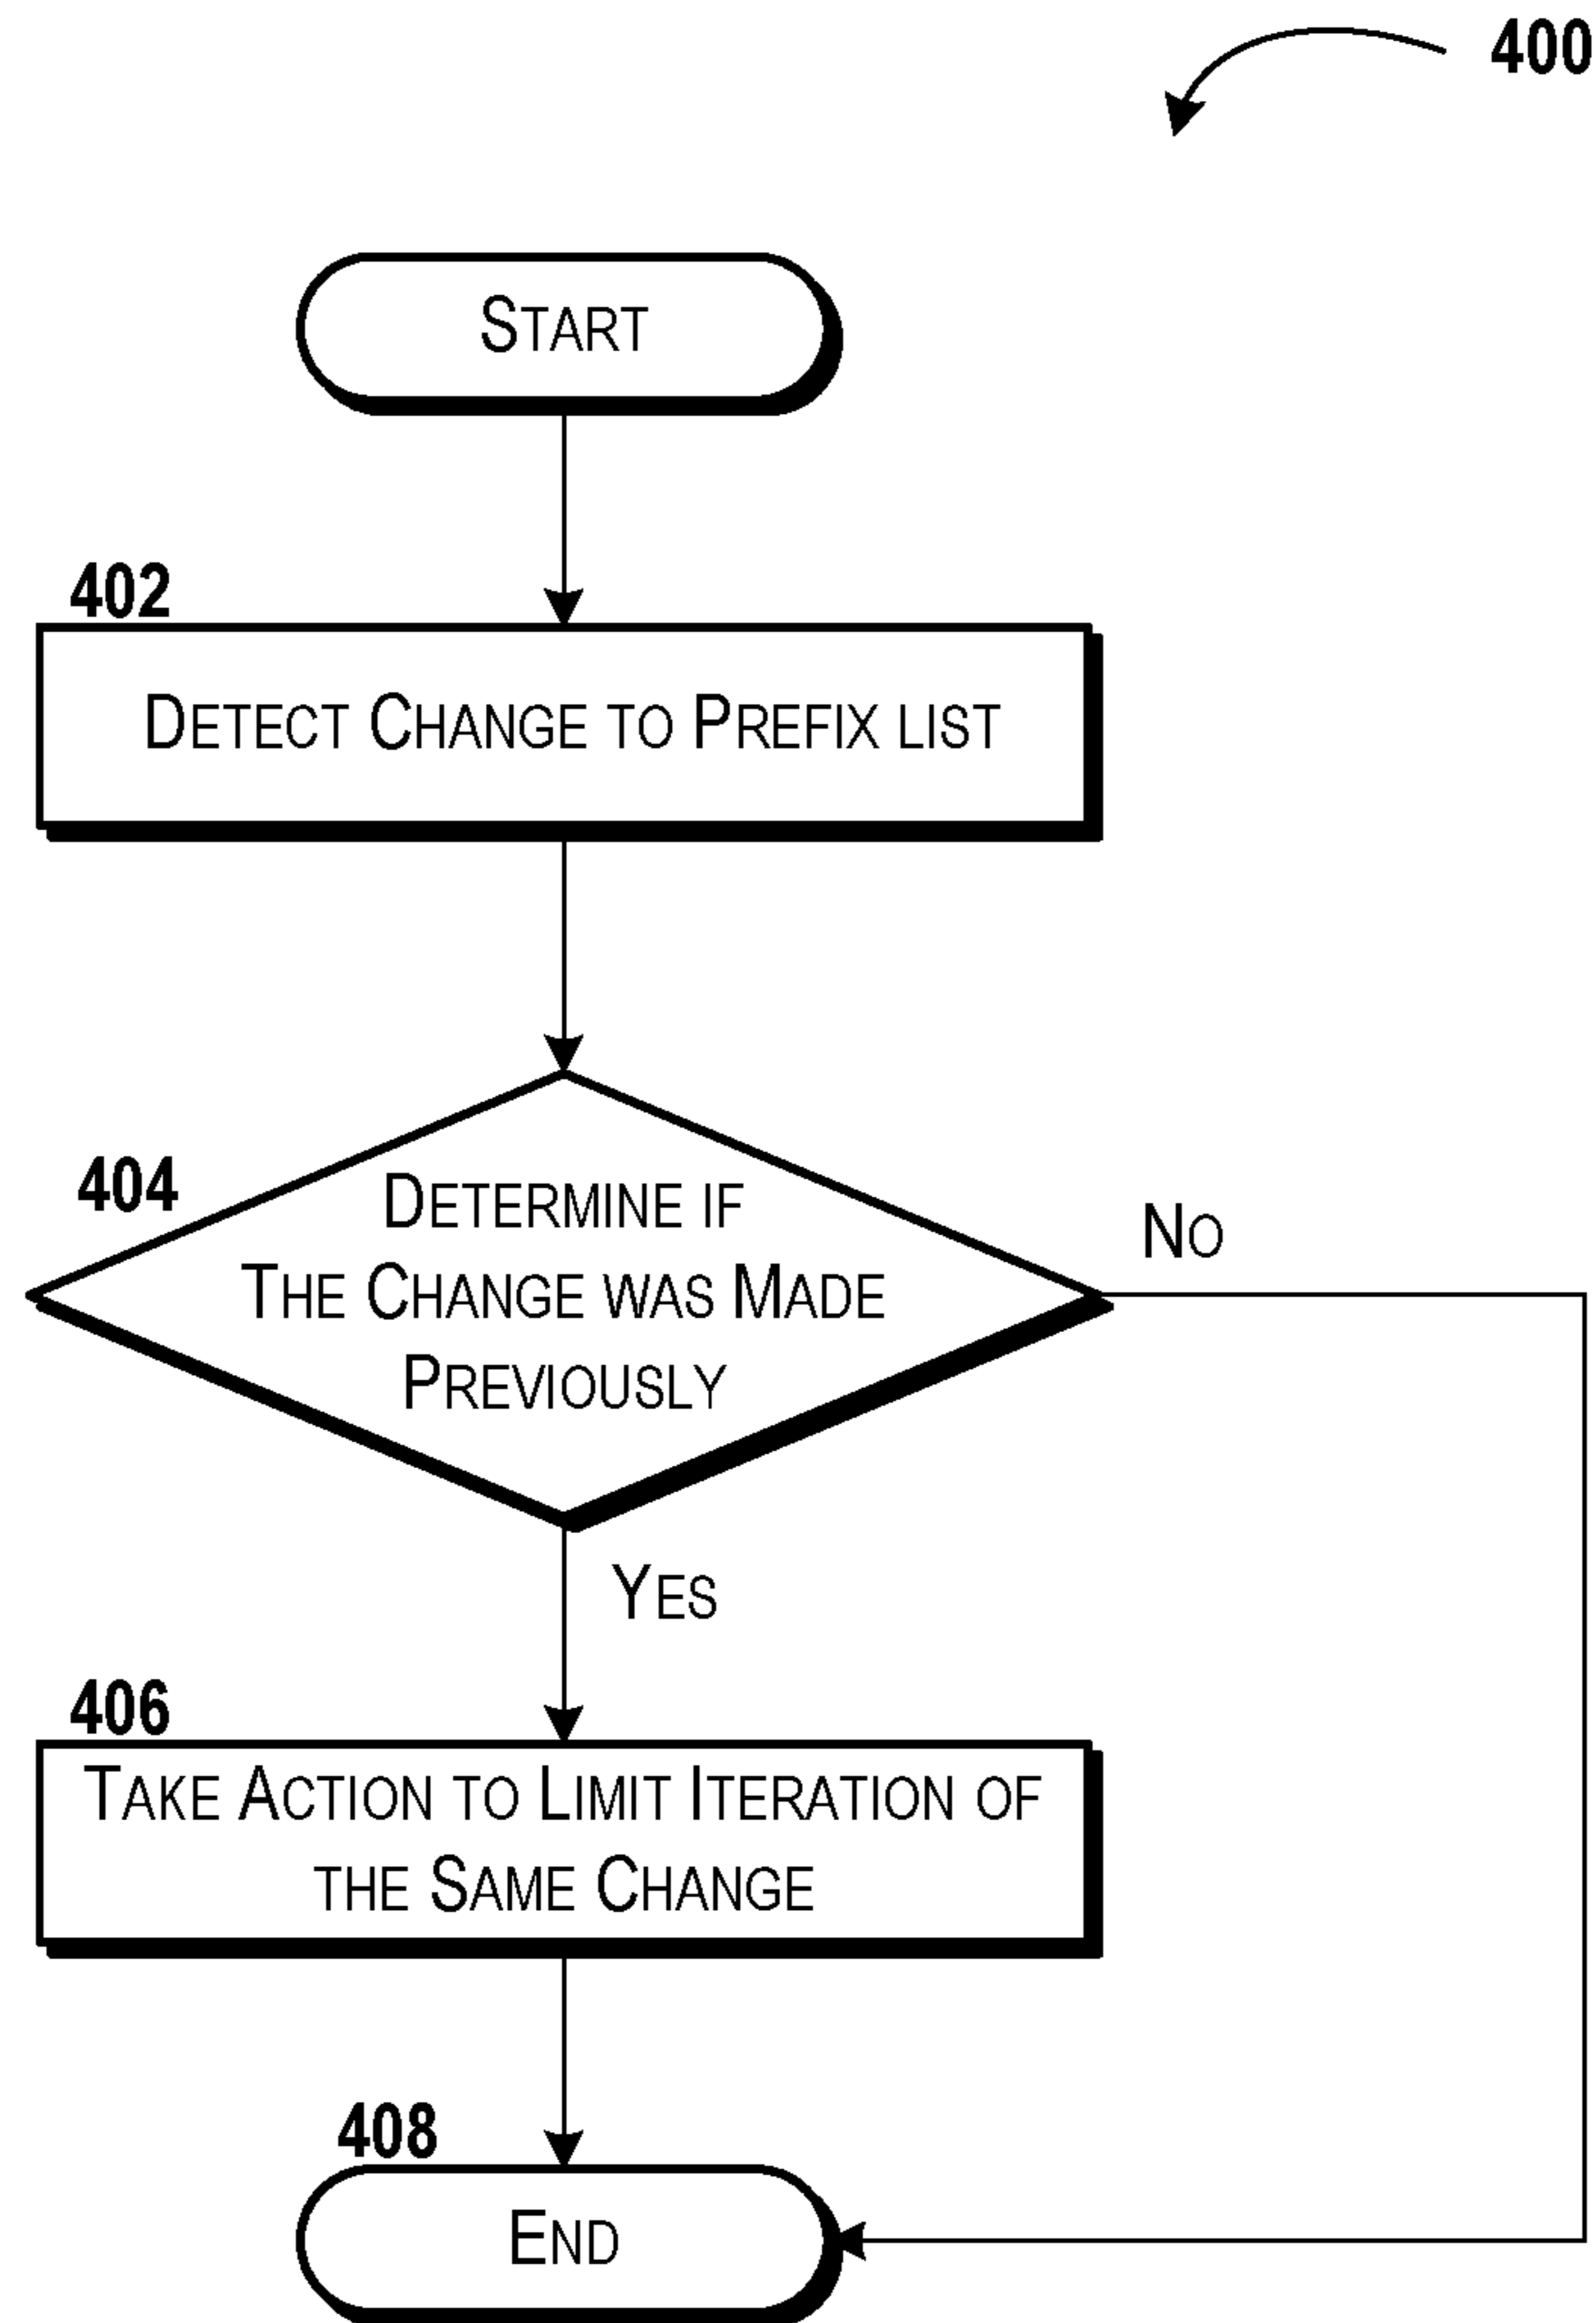 400
START
402
DETECT CHANGE TO PREFIX LIST
404
DETERMINE IF
THE CHANGE WAS MADE
PREVIOUSLY
NO
YES
406
TAKE ACTION TO LIMIT ITERATION OF
THE SAME CHANGE
408
END